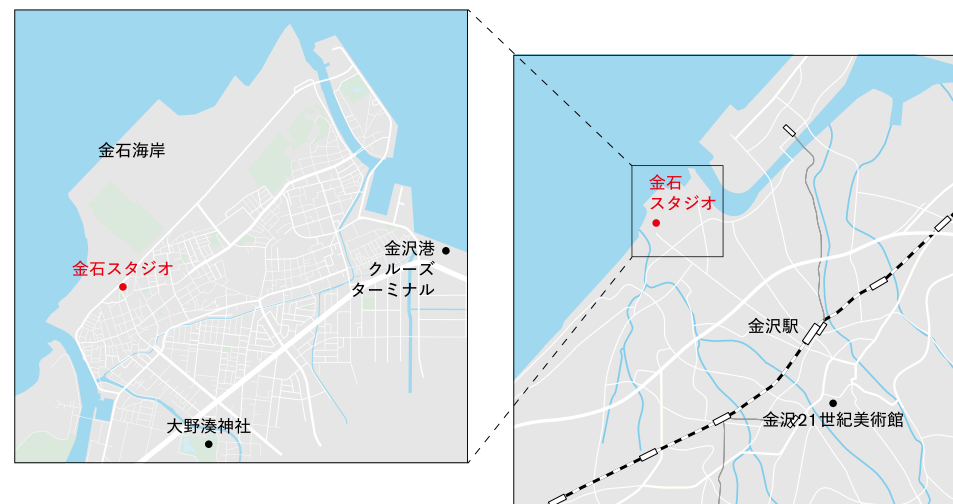 金石海岸
金石スタジオ
金沢港
クルーズ
ターミナル
大野湊神社
金石
スタジオ
金沢駅
金沢21世紀美術館